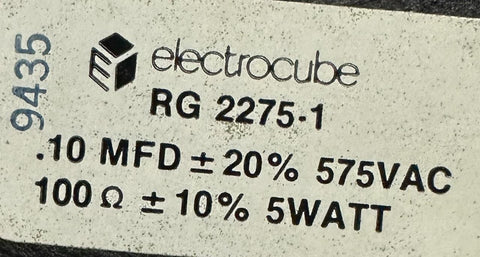 9435
electrocube
RG 2275-1
.10 MFD ± 20% 575VAC
100 Ω ± 10% 5WATT